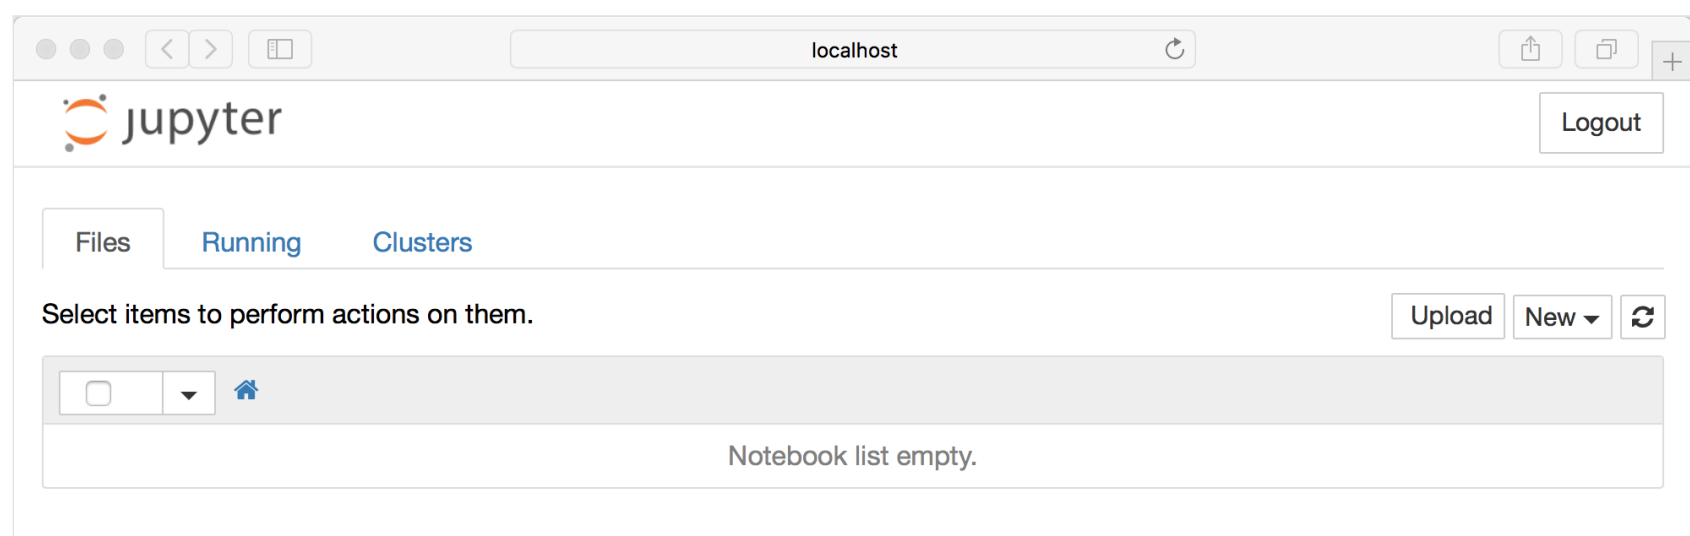 localhost
jupyter
Logout
Files Running Clusters
Select items to perform actions on them.
Upload New
Notebook list empty.